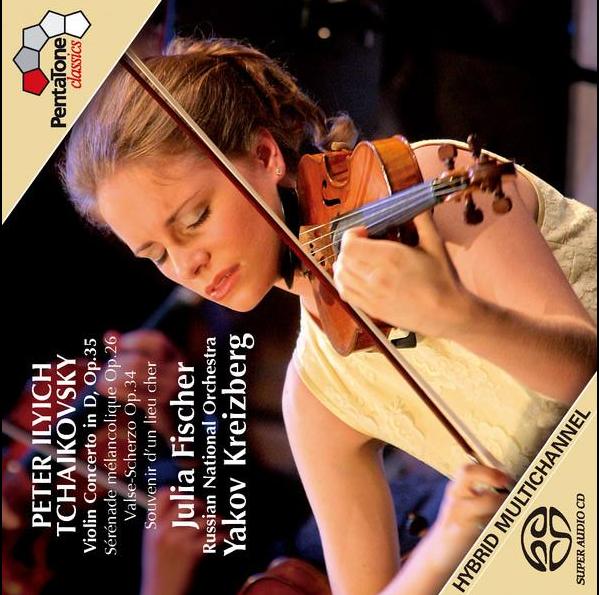 PentaTone
classics
PETER ILYICH
TCHAIKOVSKY
Violin Concerto in D, Op.35
Sérénade mélancolique Op.26
Valse-Scherzo Op.34
Souvenir d'un lieu cher
Julia Fischer
Russian National Orchestra
Yakov Kreizberg
HYBRID MULTICHANNEL
SUPER AUDIO CD